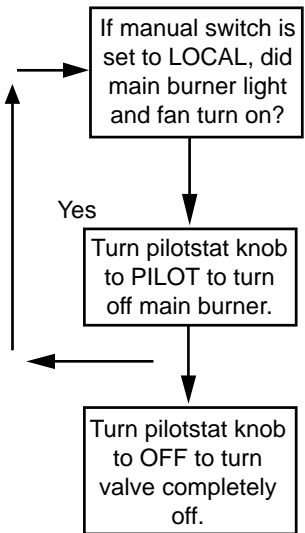 If manual switch is
set to LOCAL, did
main burner light
and fan turn on?
Yes
Turn pilotstat knob
to PILOT to turn
off main burner.
Turn pilotstat knob
to OFF to turn
valve completely
off.